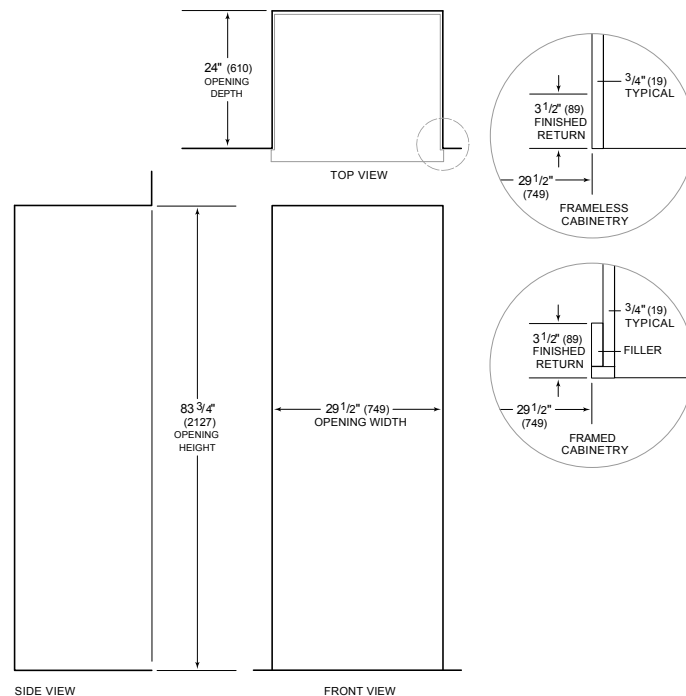 24" (610)
OPENING
DEPTH
TOP VIEW
3/4" (19)
TYPICAL
3 1/2" (89)
FINISHED
RETURN
29 1/2"
(749)
FRAMELESS
CABINETRY
3/4" (19)
TYPICAL
3 1/2" (89)
FINISHED
RETURN
FILLER
29 1/2"
(749)
FRAMED
CABINETRY
83 3/4"
(2127)
OPENING
HEIGHT
29 1/2" (749)
OPENING WIDTH
SIDE VIEW
FRONT VIEW